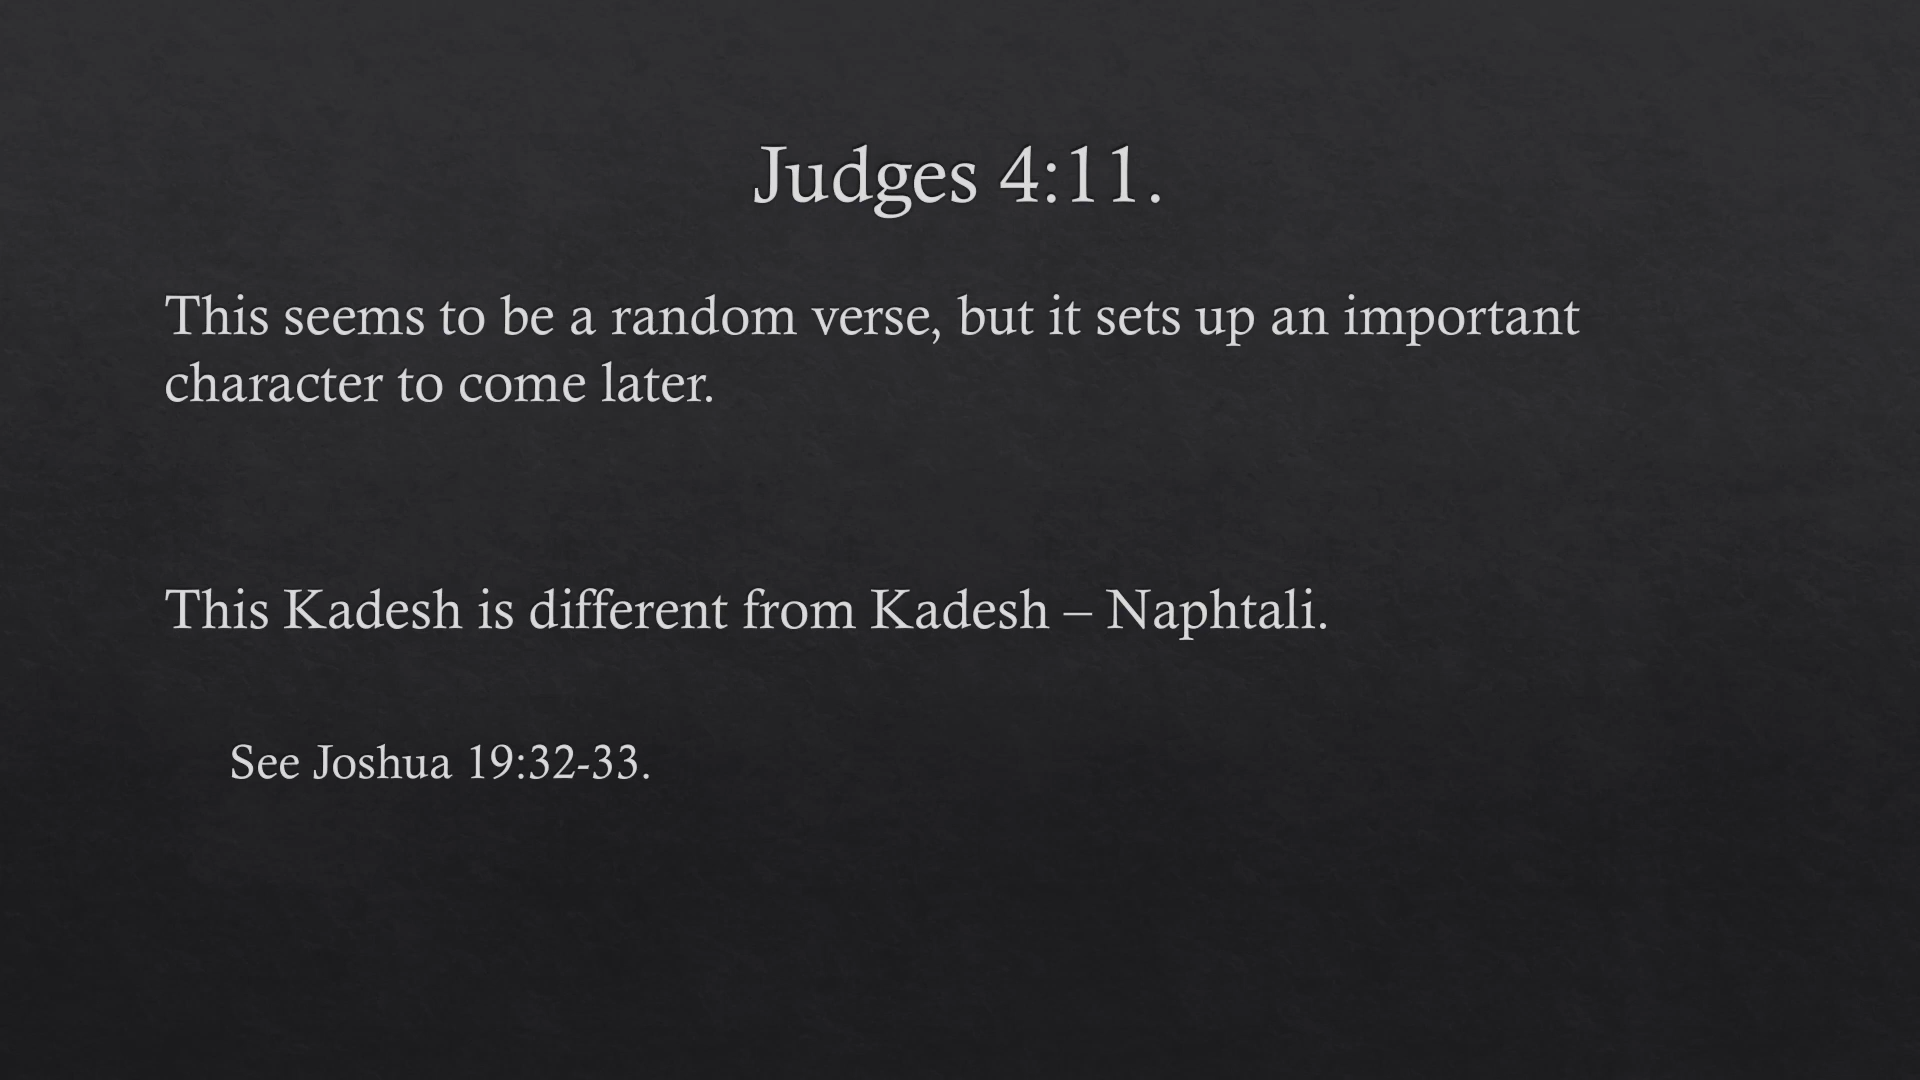 Judges 4:11.
This seems to be a random verse, but it sets up an important
character to come later.
This Kadesh is different from Kadesh – Naphtali.
See Joshua 19:32-33.